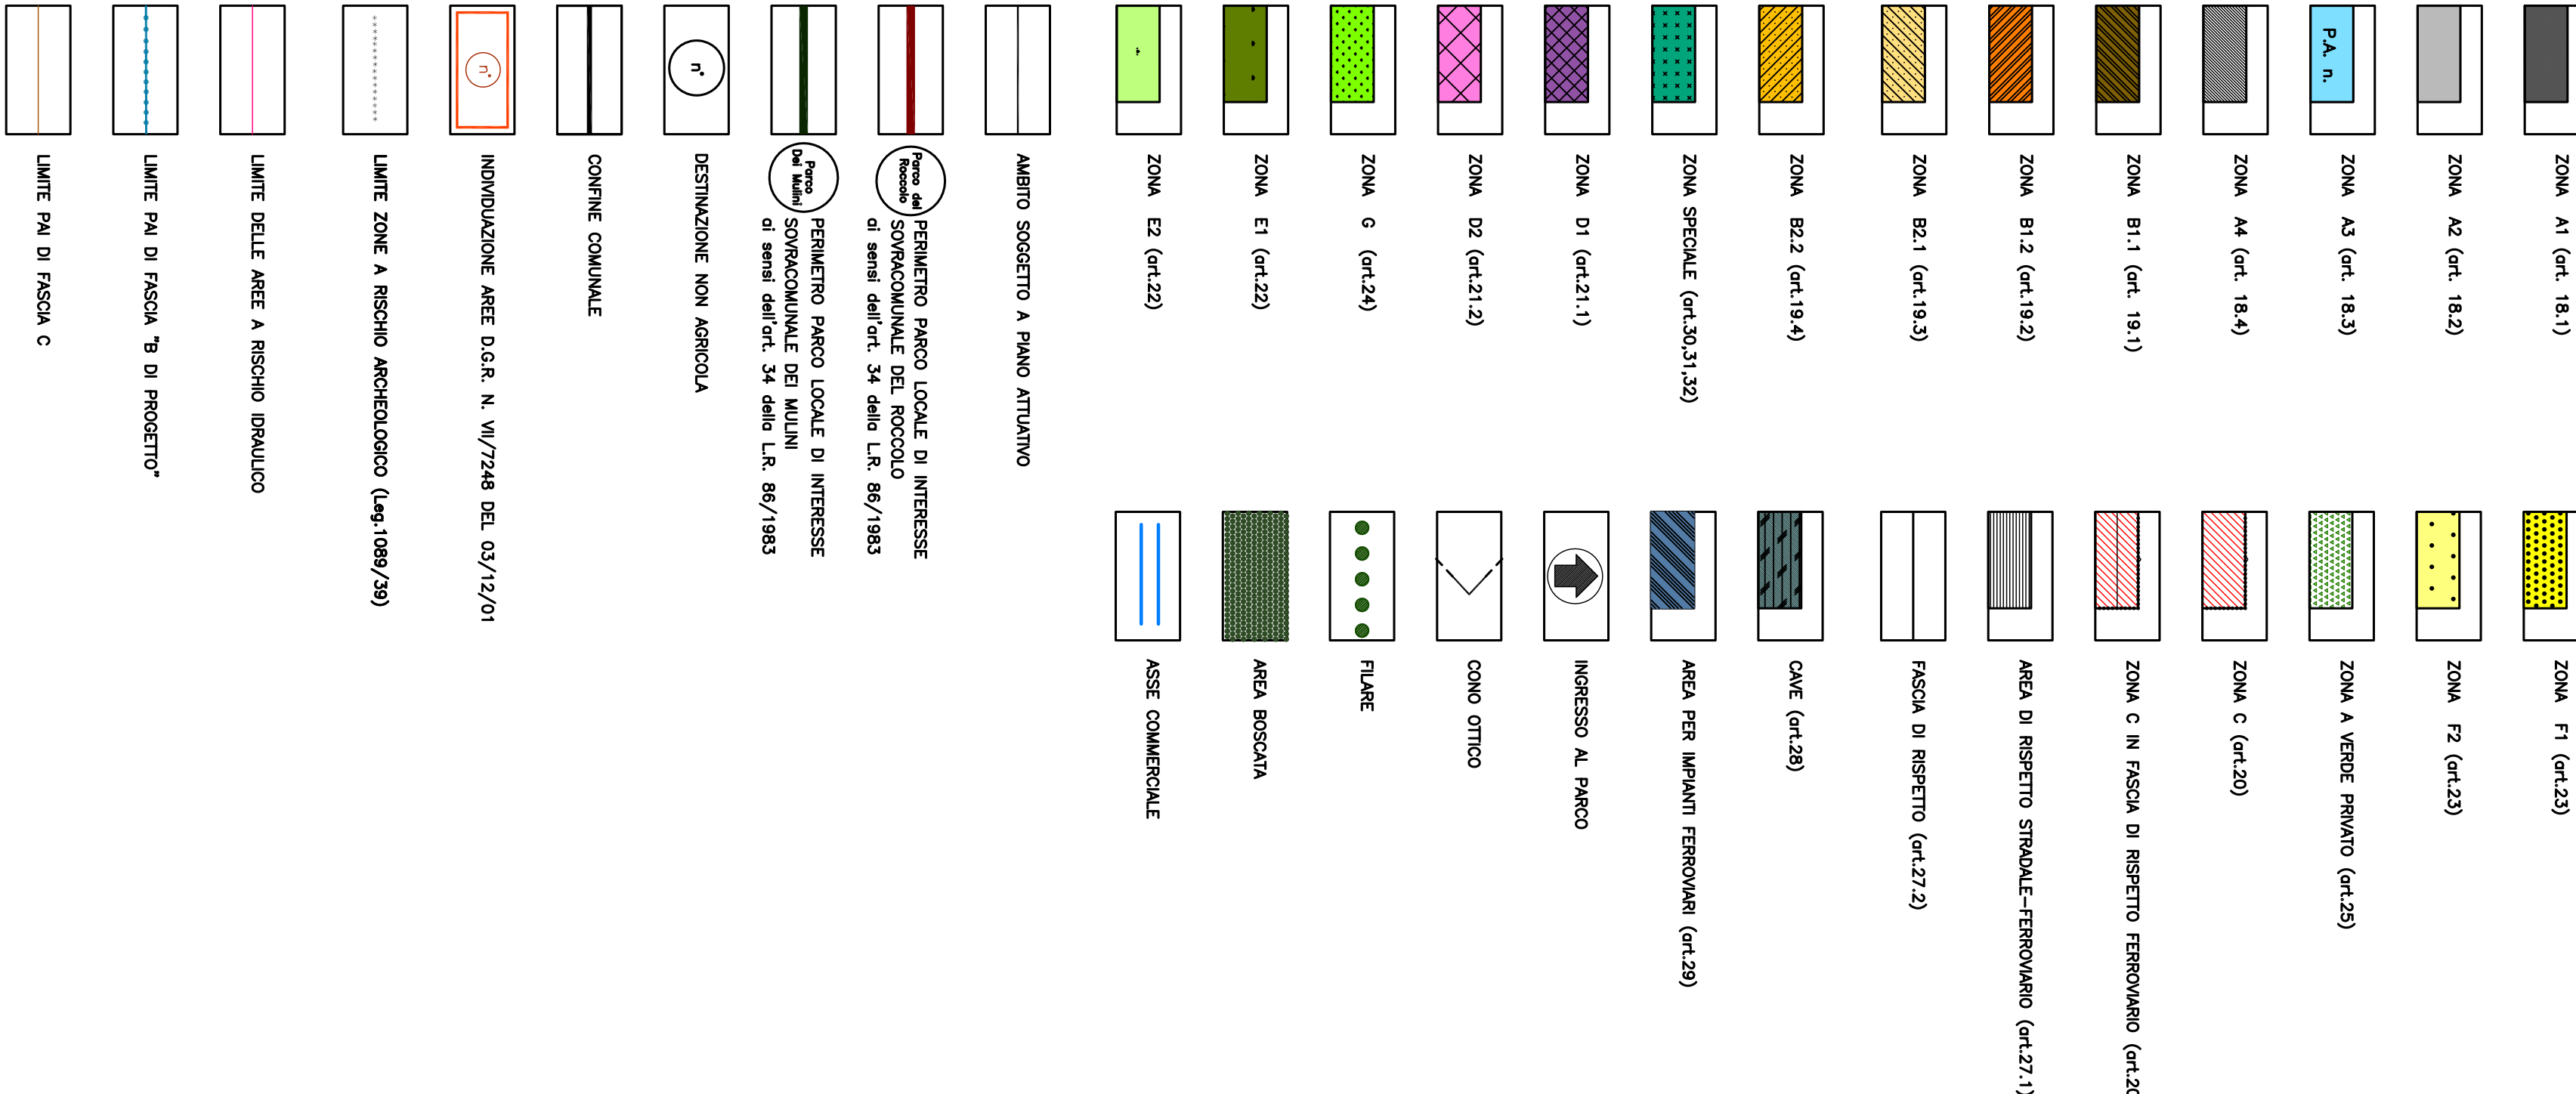 ZONA A1 (art. 18.1)
ZONA A2 (art. 18.2)
P.A. n.
ZONA A3 (art. 18.3)
ZONA A4 (art. 18.4)
ZONA B1.1 (art. 19.1)
ZONA B1.2 (art.19.2)
ZONA B2.1 (art.19.3)
ZONA B2.2 (art.19.4)
ZONA SPECIALE (art.30,31,32)
ZONA D1 (art.21.1)
ZONA D2 (art.21.2)
ZONA G (art.24)
ZONA E1 (art.22)
ZONA E2 (art.22)
AMBITO SOGGETTO A PIANO ATTUATIVO
Parco del
Roccolo
PERIMETRO PARCO LOCALE DI INTERESSE
SOVRACOMUNALE DEL ROCCOLO
ai sensi dell'art. 34 della L.R. 86/1983
Parco
Dei Mulini
PERIMETRO PARCO LOCALE DI INTERESSE
SOVRACOMUNALE DEI MULINI
ai sensi dell'art. 34 della L.R. 86/1983
n°
DESTINAZIONE NON AGRICOLA
CONFINE COMUNALE
n°
INDIVIDUAZIONE AREE D.G.R. N. VII/7248 DEL 03/12/01
LIMITE ZONE A RISCHIO ARCHEOLOGICO (Leg.1089/39)
LIMITE DELLE AREE A RISCHIO IDRAULICO
LIMITE PAI DI FASCIA "B DI PROGETTO"
LIMITE PAI DI FASCIA C
ZONA F1 (art.23)
ZONA F2 (art.23)
ZONA A VERDE PRIVATO (art.25)
ZONA C (art.20)
ZONA C IN FASCIA DI RISPETTO FERROVIARIO (art.20
AREA DI RISPETTO STRADALE-FERROVIARIO (art.27.1)
FASCIA DI RISPETTO (art.27.2)
CAVE (art.28)
AREA PER IMPIANTI FERROVIARI (art.29)
INGRESSO AL PARCO
CONO OTTICO
FILARE
AREA BOSCATA
ASSE COMMERCIALE